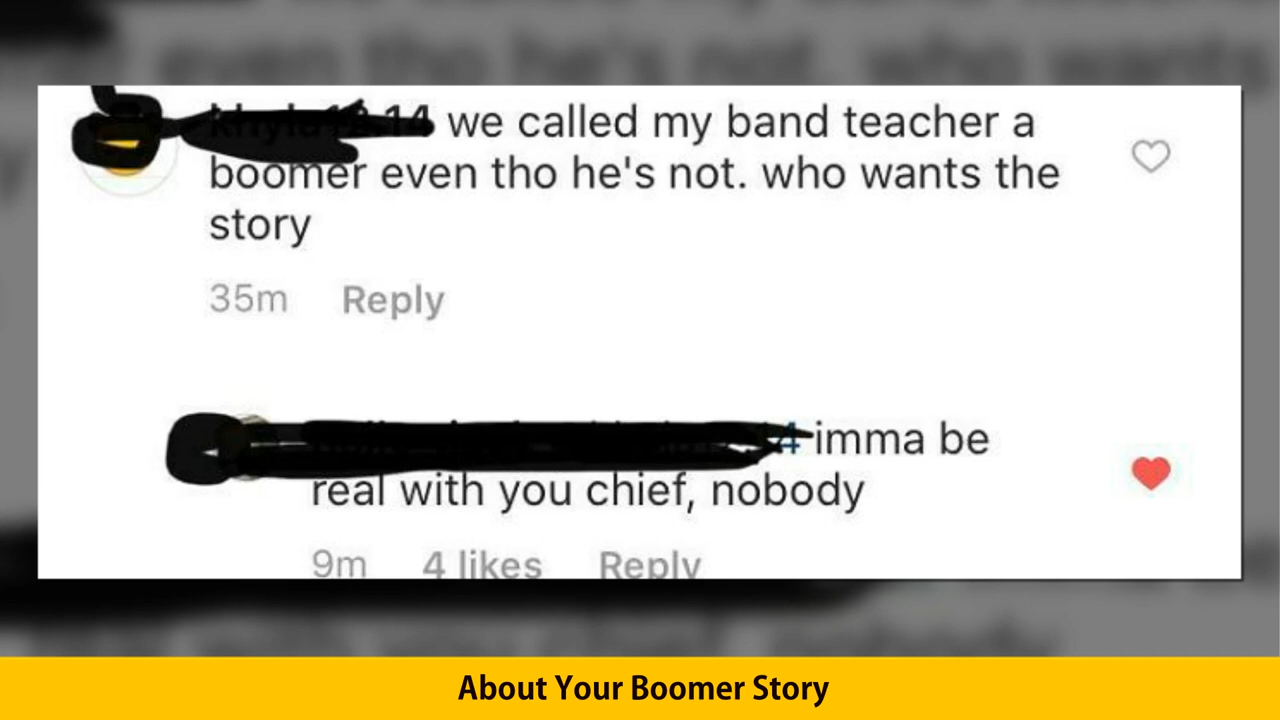 we called my band teacher a
boomer even tho he's not. who wants the
story
35m Reply
imma be
real with you chief, nobody
9m 4 likes Reply
About Your Boomer Story